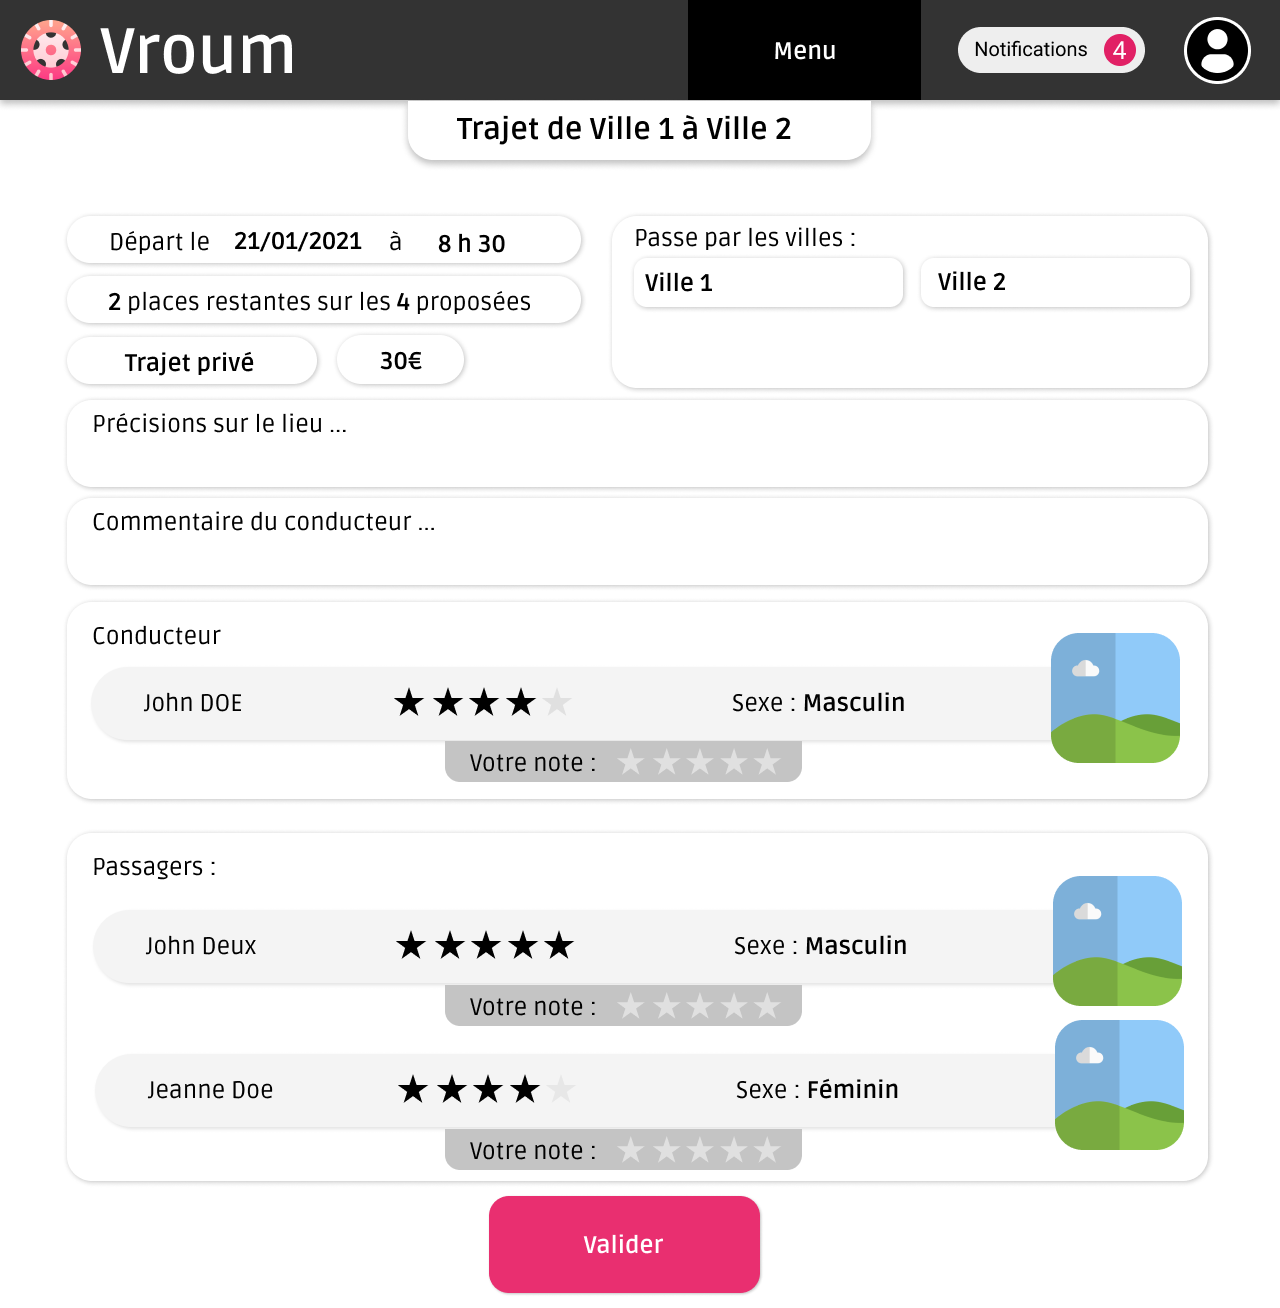 Vroum
Menu
Notifications 4
Trajet de Ville 1 à Ville 2
Départ le 21/01/2021 à 8 h 30
2 places restantes sur les 4 proposées
Trajet privé
30€
Passe par les villes :
Ville 1
Ville 2
Précisions sur le lieu ...
Commentaire du conducteur ...
Conducteur
John DOE
Sexe : Masculin
Votre note :
Passagers :
John Deux
Sexe : Masculin
Votre note :
Jeanne Doe
Sexe : Féminin
Votre note :
Valider